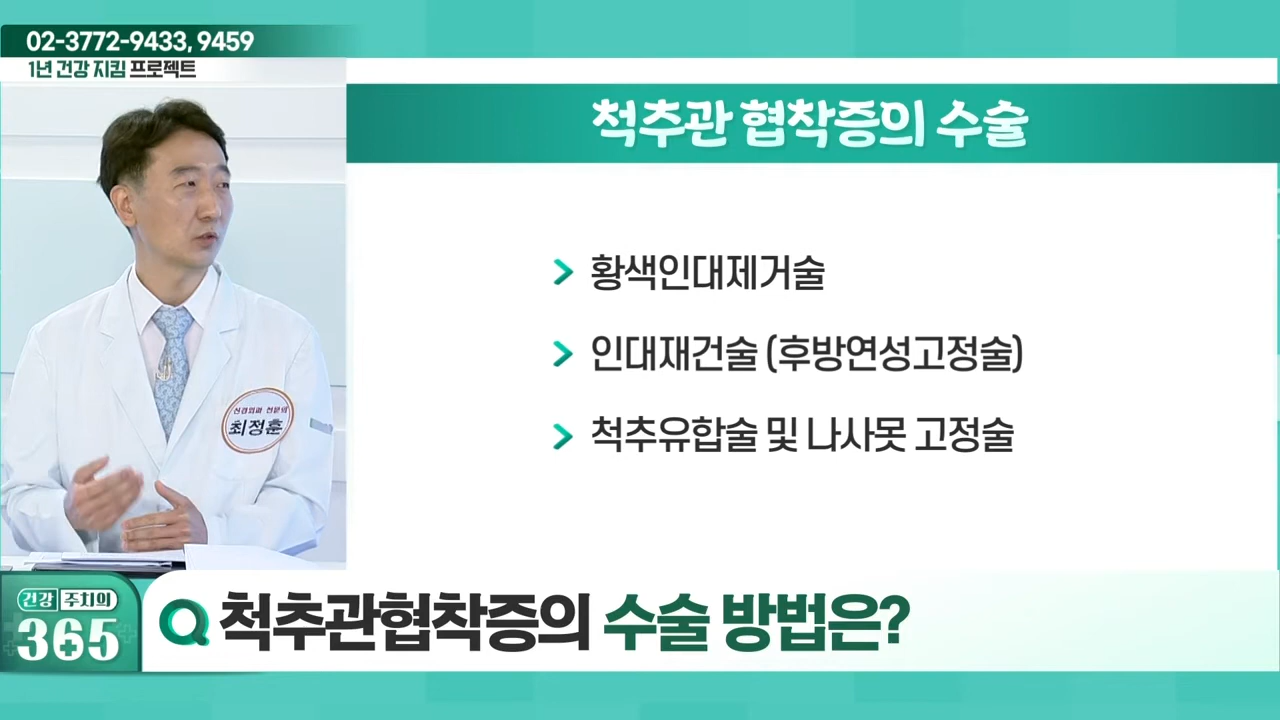 02-3772-9433, 9459
1년 건강 지킴 프로젝트
척추관 협착증의 수술
황색인대제거술
인대재건술 (후방연성고정술)
척추유합술 및 나사못 고정술
신경외과 전문의
최정훈
건강 주치의
365
Q 척추관협착증의 수술 방법은?